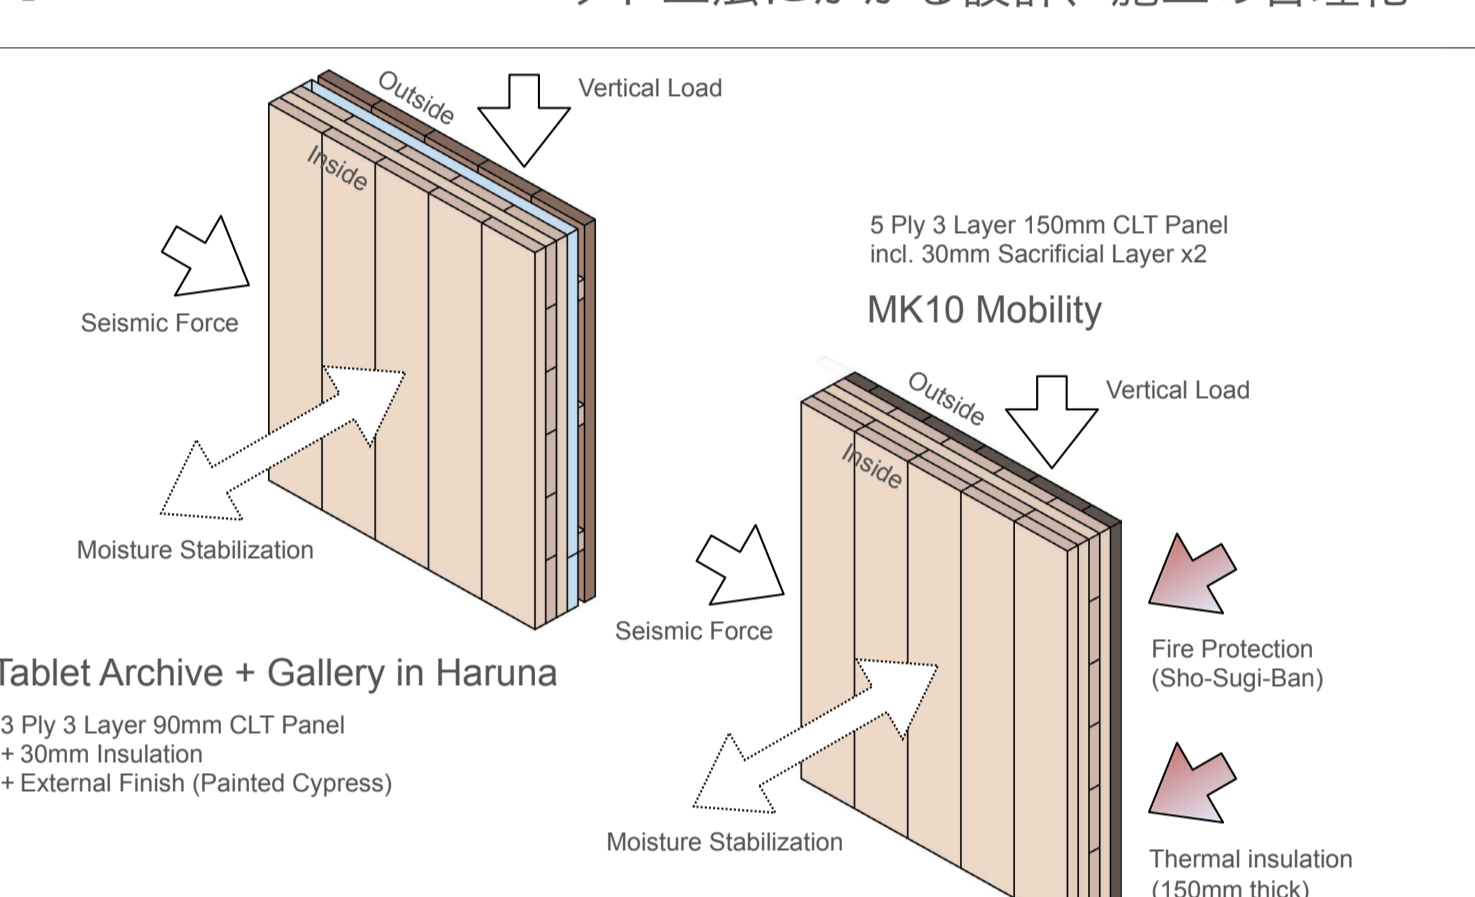 Outside
Vertical Load
Inside
Seismic Force
Moisture Stabilization
Tablet Archive + Gallery in Haruna
3 Ply 3 Layer 90mm CLT Panel
+ 30mm Insulation
+ External Finish (Painted Cypress)
5 Ply 3 Layer 150mm CLT Panel
incl. 30mm Sacrificial Layer x2
MK10 Mobility
Outside
Vertical Load
Inside
Seismic Force
Moisture Stabilization
Fire Protection
(Sho-Sugi-Ban)
Thermal insulation
(150mm thick)